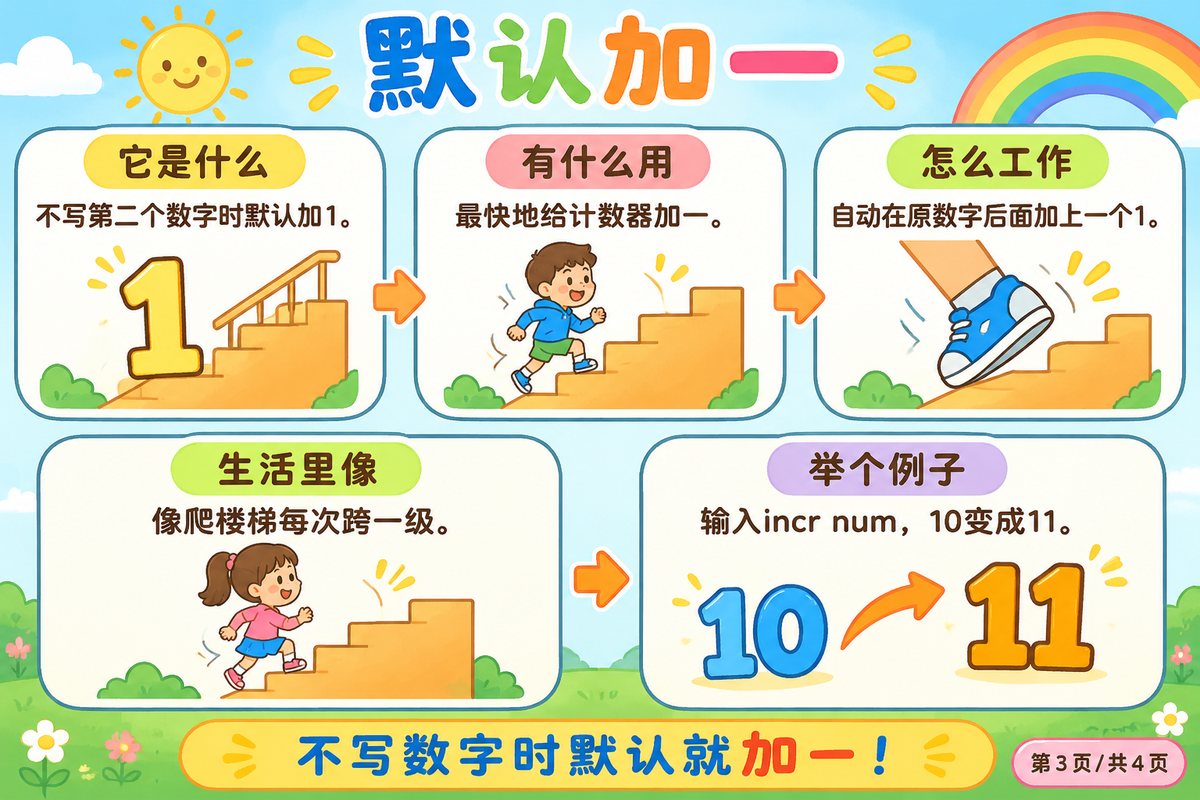 默认加一
它是什么
不写第二个数字时默认加1。
1
有什么用
最快地给计数器加一。
怎么工作
自动在原数字后面加上一个1。
生活里像
像爬楼梯每次跨一级。
举个例子
输入incr num，10变成11。
10
11
不写数字时默认就加一！
第3页/共4页